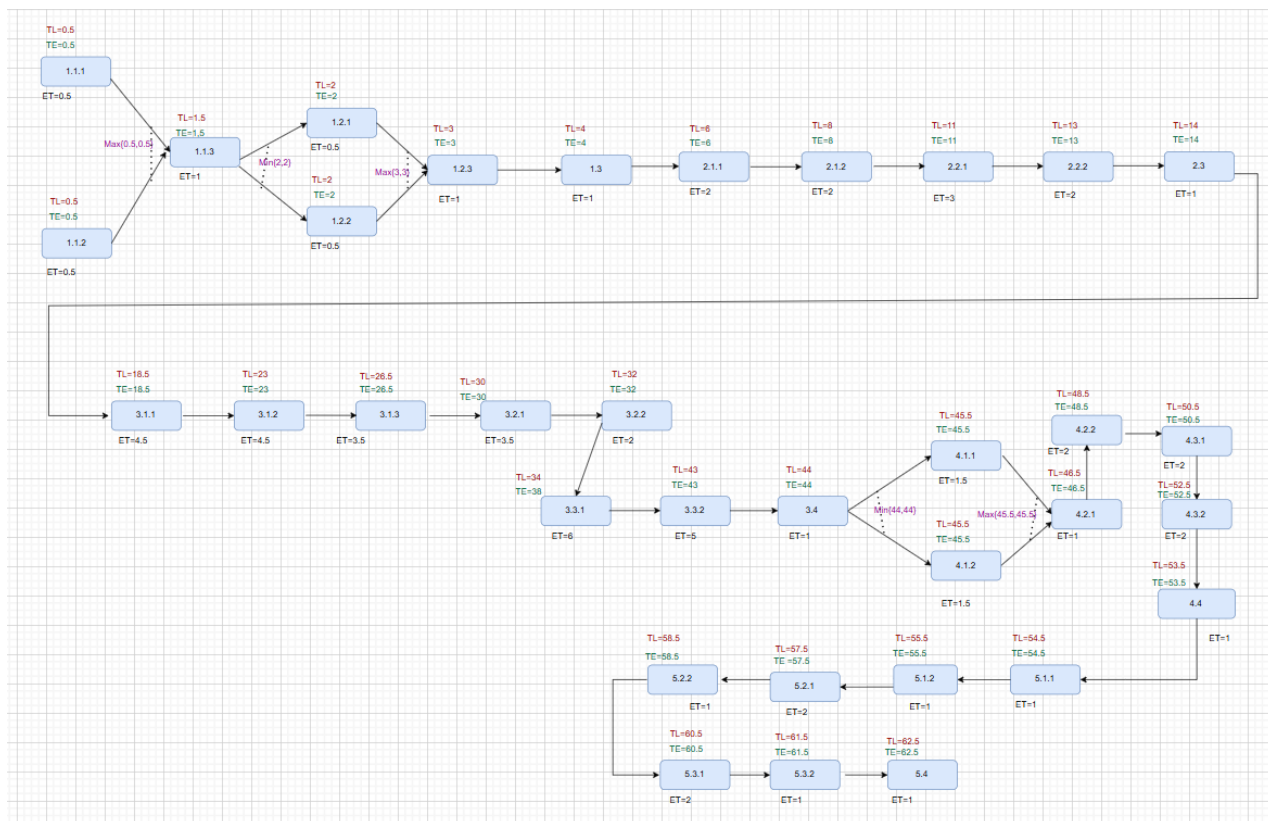 TL=0.5
TE=0.5
1.1.1
ET=0.5
Max{0.5,0.5}
TL=0.5
TE=0.5
1.1.2
ET=0.5
TL=1.5
TE=1,5
1.1.3
ET=1
Min{2,2}
TL=2
TE=2
1.2.1
ET=0.5
TL=2
TE=2
1.2.2
ET=0.5
Max{3,3}
TL=3
TE=3
1.2.3
ET=1
TL=4
TE=4
1.3
ET=1
TL=6
TE=6
2.1.1
ET=2
TL=8
TE=8
2.1.2
ET=2
TL=11
TE=11
2.2.1
ET=3
TL=13
TE=13
2.2.2
ET=2
TL=14
TE=14
2.3
ET=1
TL=18.5
TE=18.5
3.1.1
ET=4.5
TL=23
TE=23
3.1.2
ET=4.5
TL=26.5
TE=26.5
3.1.3
ET=3.5
TL=30
TE=30
3.2.1
ET=3.5
TL=32
TE=32
3.2.2
ET=2
TL=34
TE=38
3.3.1
ET=6
TL=43
TE=43
3.3.2
ET=5
TL=44
TE=44
3.4
ET=1
Min{44,44}
TL=45.5
TE=45.5
4.1.1
ET=1.5
TL=45.5
TE=45.5
4.1.2
ET=1.5
Max{45.5,45.5}
TL=46.5
TE=46.5
4.2.1
ET=1
TL=48.5
TE=48.5
4.2.2
ET=2
TL=50.5
TE=50.5
4.3.1
ET=2
TL=52.5
TE=52.5
4.3.2
ET=2
TL=53.5
TE=53.5
4.4
ET=1
TL=54.5
TE=54.5
5.1.1
ET=1
TL=55.5
TE=55.5
5.1.2
ET=1
TL=57.5
TE =57.5
5.2.1
ET=2
TL=58.5
TE=58.5
5.2.2
ET=1
TL=60.5
TE=60.5
5.3.1
ET=2
TL=61.5
TE=61.5
5.3.2
ET=1
TL=62.5
TE=62.5
5.4
ET=1